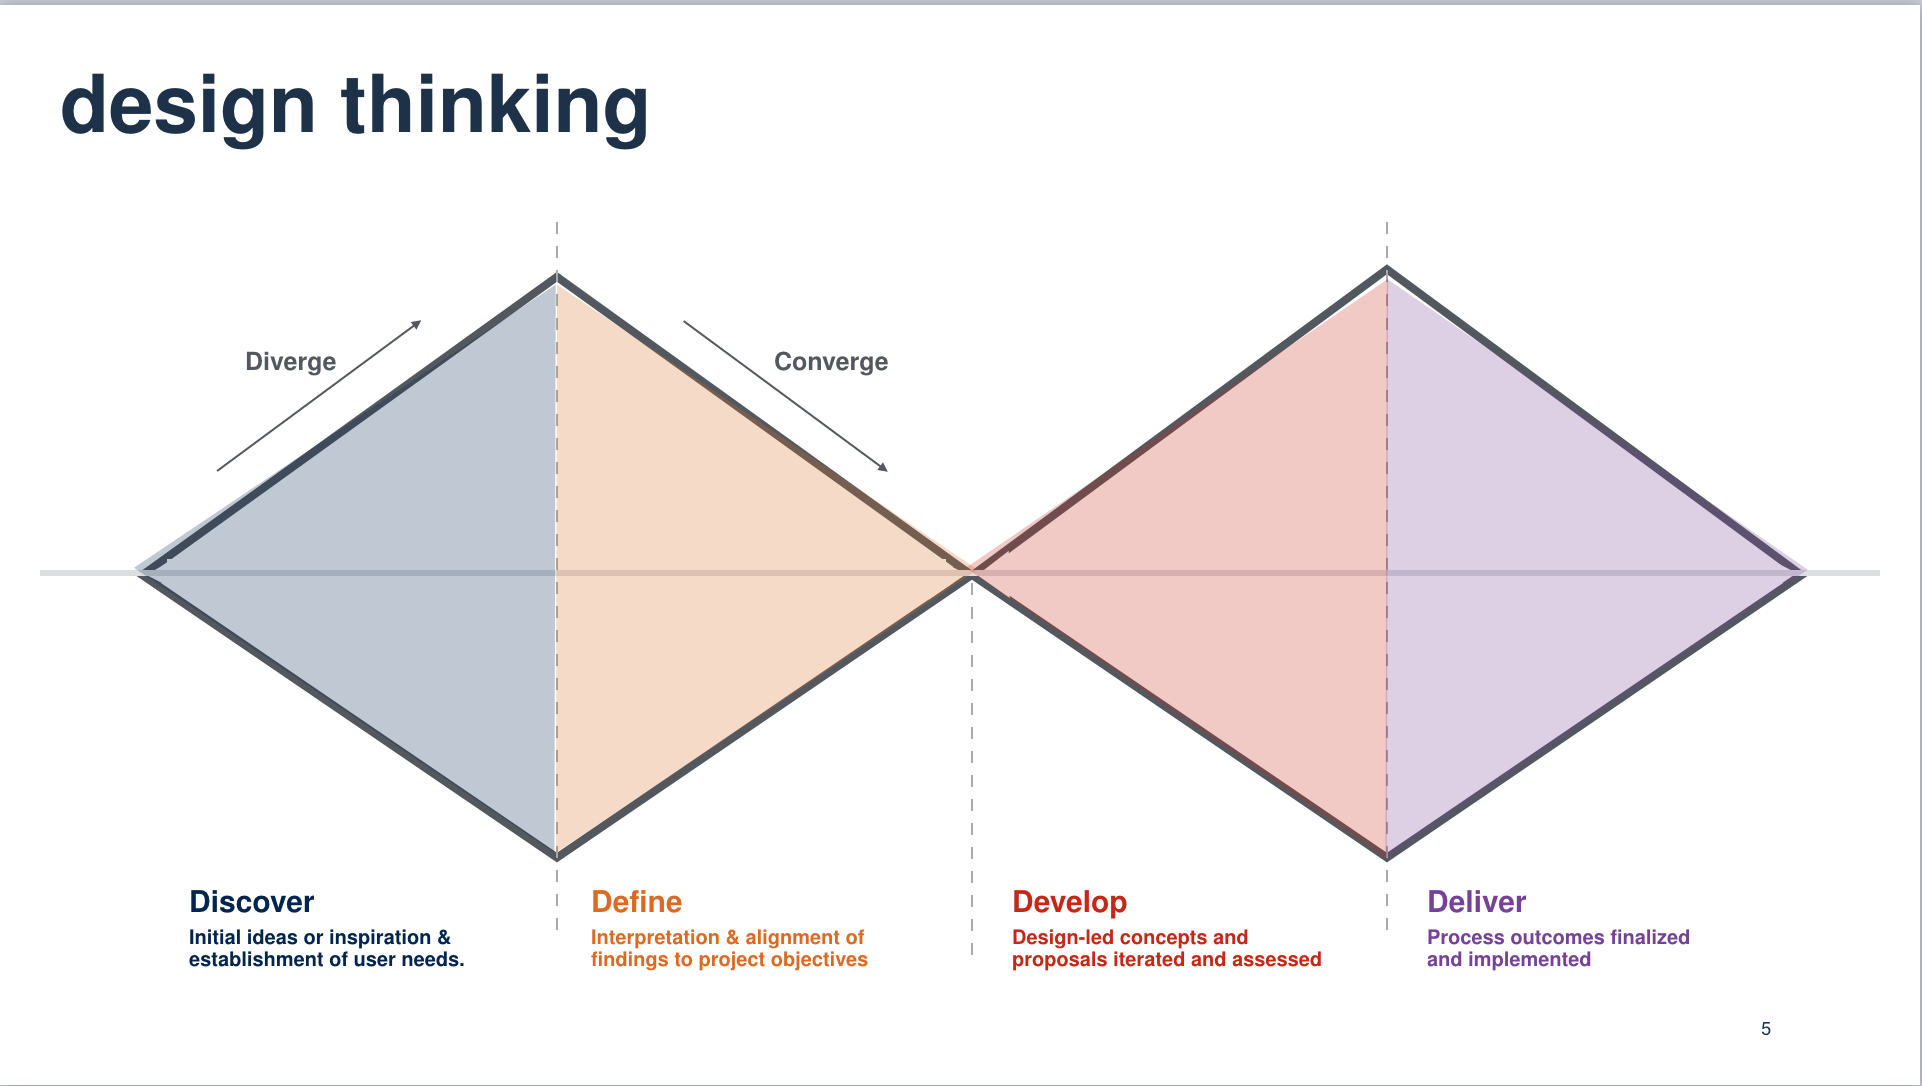 design thinking
Diverge
Converge
Discover
Initial ideas or inspiration &
establishment of user needs.
Define
Interpretation & alignment of
findings to project objectives
Develop
Design-led concepts and
proposals iterated and assessed
Deliver
Process outcomes finalized
and implemented
5